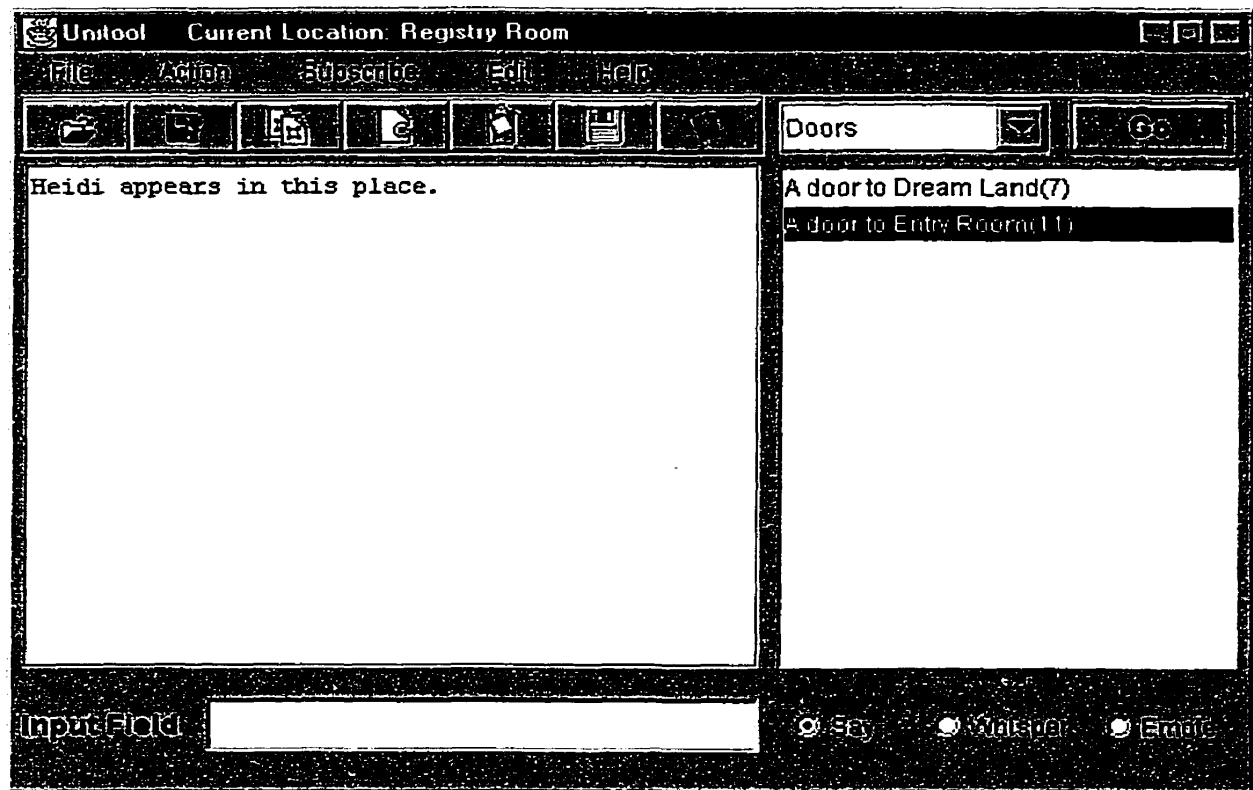 Unitool Current Location: Registry Room
File Action Subscribe Edit Help
Doors Go
Heidi appears in this place.
A door to Dream Land(7)
A door to Entry Room(11)
Input Field Say Whisper Emote